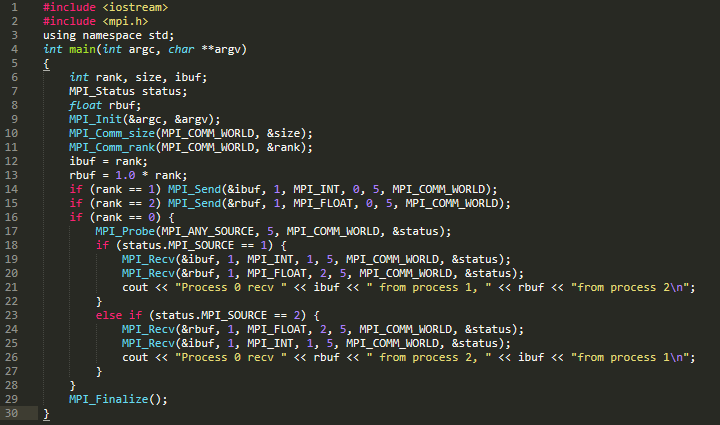 1 #include <iostream>
2 #include <mpi.h>
3 using namespace std;
4 int main(int argc, char **argv)
5 {
6     int rank, size, ibuf;
7     MPI_Status status;
8     float rbuf;
9     MPI_Init(&argc, &argv);
10     MPI_Comm_size(MPI_COMM_WORLD, &size);
11     MPI_Comm_rank(MPI_COMM_WORLD, &rank);
12     ibuf = rank;
13     rbuf = 1.0 * rank;
14     if (rank == 1) MPI_Send(&ibuf, 1, MPI_INT, 0, 5, MPI_COMM_WORLD);
15     if (rank == 2) MPI_Send(&rbuf, 1, MPI_FLOAT, 0, 5, MPI_COMM_WORLD);
16     if (rank == 0) {
17         MPI_Probe(MPI_ANY_SOURCE, 5, MPI_COMM_WORLD, &status);
18         if (status.MPI_SOURCE == 1) {
19             MPI_Recv(&ibuf, 1, MPI_INT, 1, 5, MPI_COMM_WORLD, &status);
20             MPI_Recv(&rbuf, 1, MPI_FLOAT, 2, 5, MPI_COMM_WORLD, &status);
21             cout << "Process 0 recv " << ibuf << " from process 1, " << rbuf << "from process 2\n";
22         }
23         else if (status.MPI_SOURCE == 2) {
24             MPI_Recv(&rbuf, 1, MPI_FLOAT, 2, 5, MPI_COMM_WORLD, &status);
25             MPI_Recv(&ibuf, 1, MPI_INT, 1, 5, MPI_COMM_WORLD, &status);
26             cout << "Process 0 recv " << rbuf << " from process 2, " << ibuf << "from process 1\n";
27         }
28     }
29     MPI_Finalize();
30 }